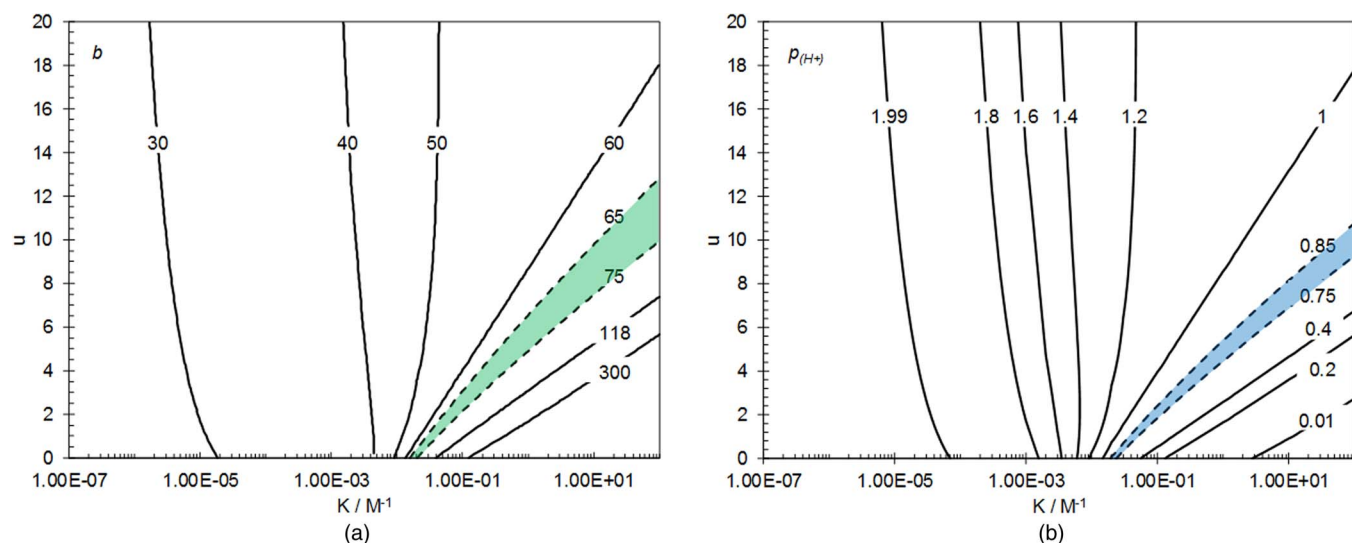 20
18
16
14
12
10
8
6
4
2
0
u
b
30
40
50
60
65
75
118
300
1.00E-07
1.00E-05
1.00E-03
1.00E-01
1.00E+01
K / M-1
(a)
20
18
16
14
12
10
8
6
4
2
0
u
p(H+)
1.99
1.8
1.6
1.4
1.2
1
0.85
0.75
0.4
0.2
0.01
1.00E-07
1.00E-05
1.00E-03
1.00E-01
1.00E+01
K / M-1
(b)